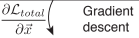 ∂ℒ_total/∂x⃗
Gradient
descent